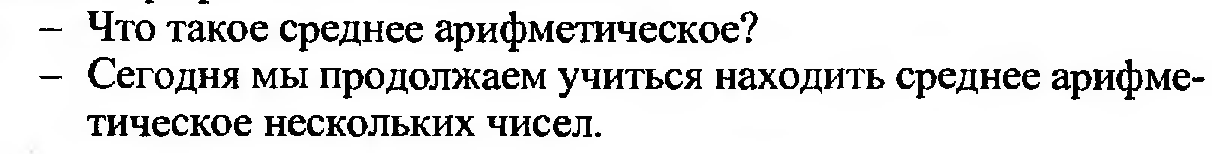 – Что такое среднее арифметическое?
– Сегодня мы продолжаем учиться находить среднее арифме-
тическое нескольких чисел.